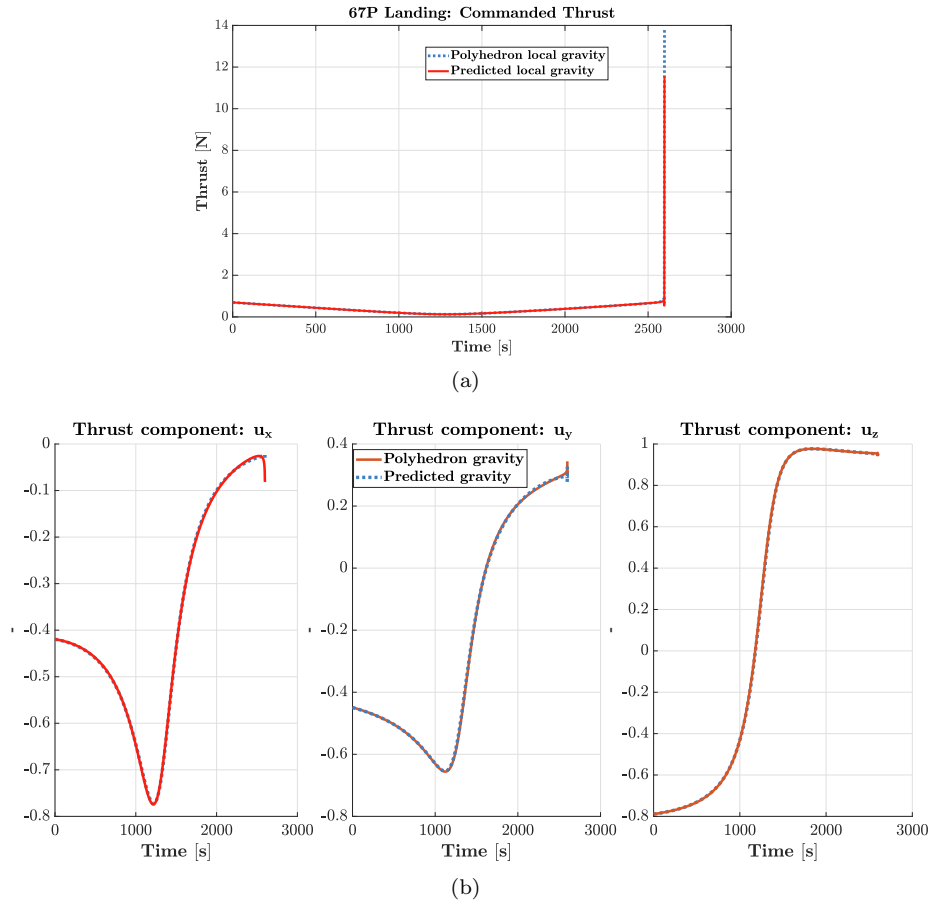 67P Landing: Commanded Thrust
14
12
10
8
6
4
2
0
Thrust [N]
Polyhedron local gravity
Predicted local gravity
0 500 1000 1500 2000 2500 3000
Time [s]
(a)
Thrust component: u_x
-0
-0.1
-0.2
-0.3
-0.4
-0.5
-0.6
-0.7
-0.8
-
0 1000 2000 3000
Time [s]
Thrust component: u_y
0.4
0.2
0
-0.2
-0.4
-0.6
-0.8
-
Polyhedron gravity
Predicted gravity
0 1000 2000 3000
Time [s]
Thrust component: u_z
1
0.8
0.6
0.4
0.2
0
-0.2
-0.4
-0.6
-0.8
-
0 1000 2000 3000
Time [s]
(b)